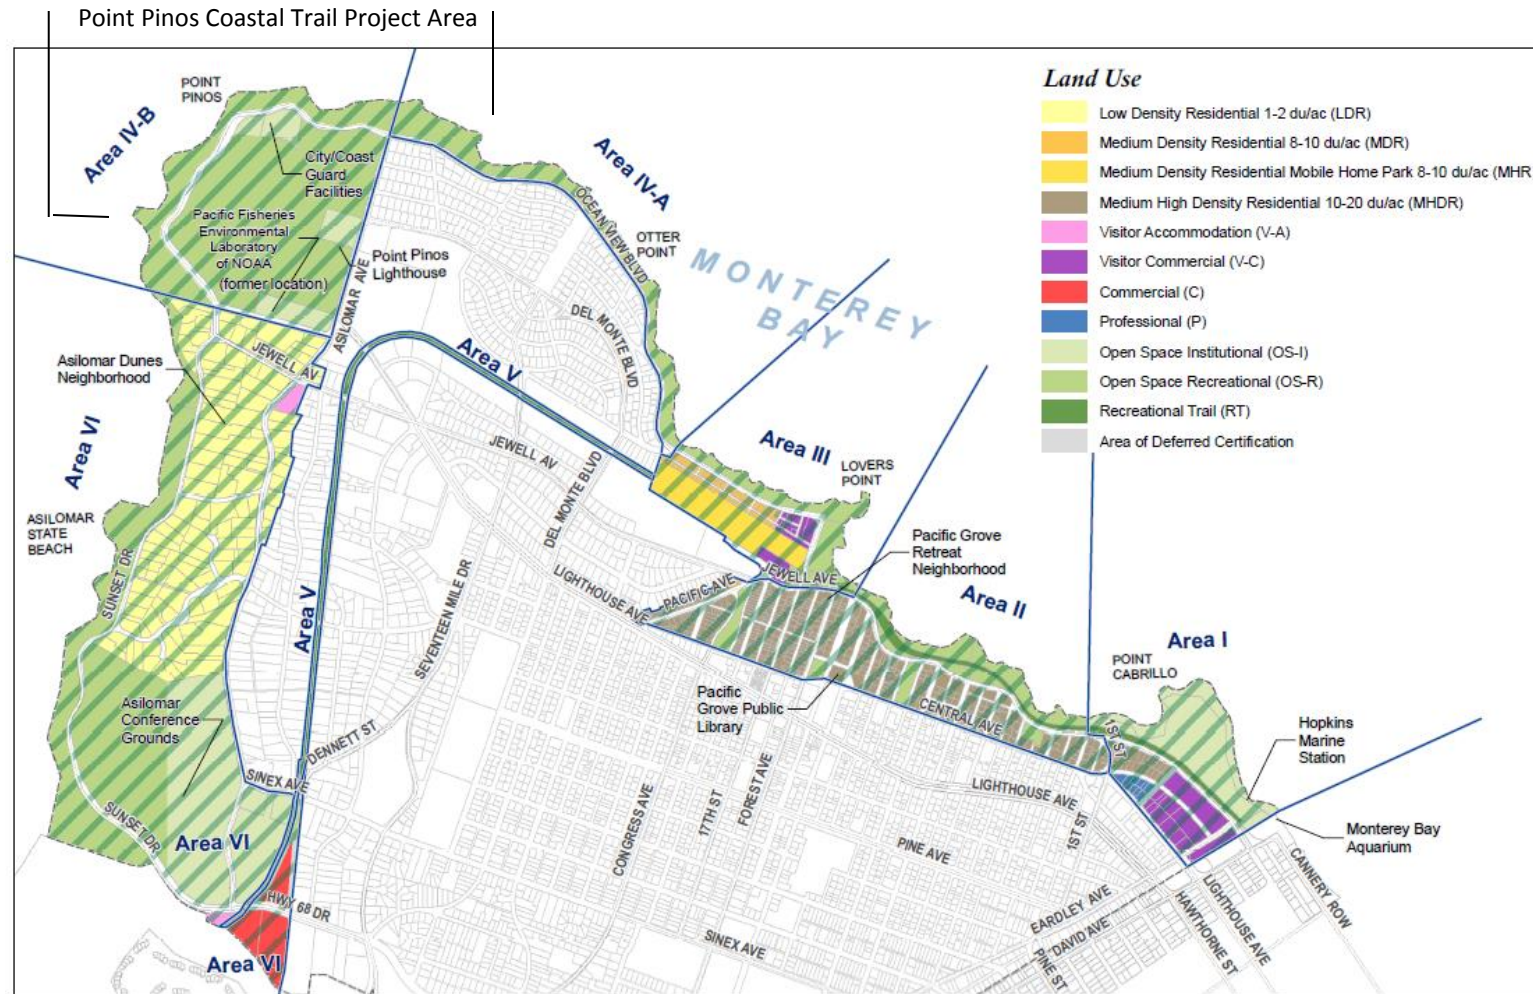 Point Pinos Coastal Trail Project Area
Land Use
Low Density Residential 1-2 du/ac (LDR)
Medium Density Residential 8-10 du/ac (MDR)
Medium Density Residential Mobile Home Park 8-10 du/ac (MHR
Medium High Density Residential 10-20 du/ac (MHDR)
Visitor Accommodation (V-A)
Visitor Commercial (V-C)
Commercial (C)
Professional (P)
Open Space Institutional (OS-I)
Open Space Recreational (OS-R)
Recreational Trail (RT)
Area of Deferred Certification
POINT
PINOS
Area IV-B
City/Coast
Guard
Facilities
Pacific Fisheries
Environmental
Laboratory
of NOAA
(former location)
Point Pinos
Lighthouse
ASILOMAR AVE
Area IV-A
OCEAN VIEW BLVD
OTTER
POINT
MONTEREY
BAY
DEL MONTE BLVD
Area V
JEWELL AV
Asilomar Dunes
Neighborhood
Area VI
JEWELL AV
DEL MONTE BLVD
Area III
LOVERS
POINT
ASILOMAR
STATE
BEACH
SUNSET DR
Area V
SEVENTEEN MILE DR
LIGHTHOUSE AVE
PACIFIC AVE
JEWELL AVE
Pacific Grove
Retreat
Neighborhood
Area II
Area I
POINT
CABRILLO
Asilomar
Conference
Grounds
Pacific
Grove Public
Library
CENTRAL AVE
1ST ST
Hopkins
Marine
Station
DENNETT ST
SINEX AVE
LIGHTHOUSE AVE
SUNSET DR
Area VI
CONGRESS AVE
17TH ST
FOREST AVE
PINE AVE
1ST ST
Monterey Bay
Aquarium
CANNERY ROW
HWY 68 DR
EARDLEY AVE
LIGHTHOUSE AVE
HAWTHORNE ST
DAVID AVE
PINE ST
SINEX AVE
Area VI